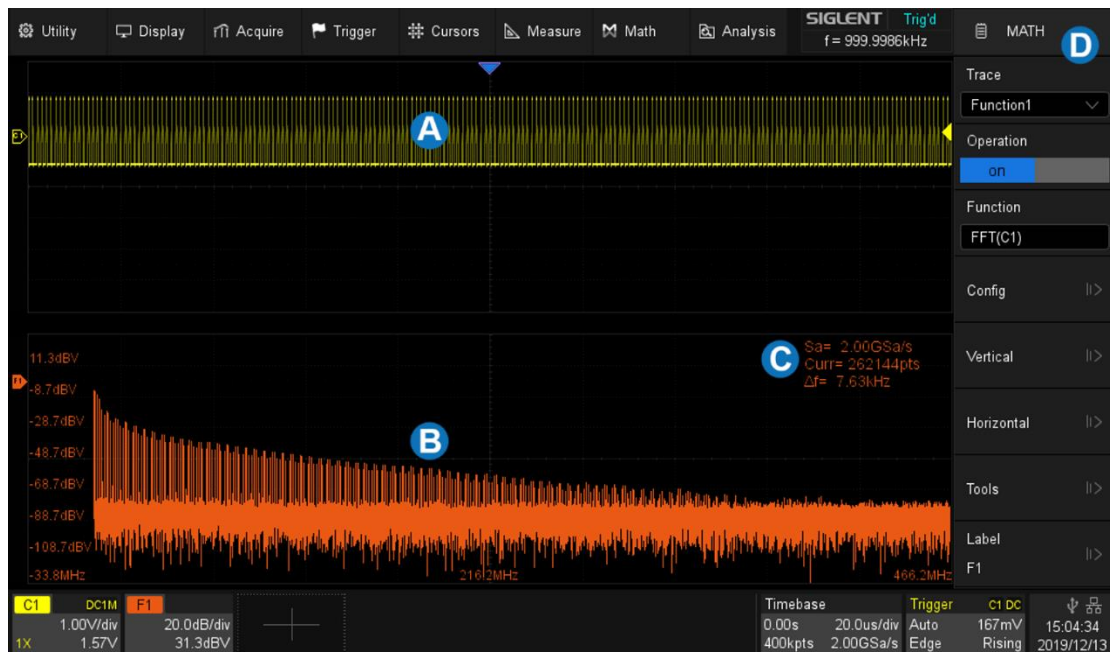 Utility Display Acquire Trigger Cursors Measure Math Analysis
SIGLENT Trig'd
f = 999.9986kHz
MATH
D
Trace
Function1
Operation
on
Function
FFT(C1)
Config
Vertical
Horizontal
Tools
Label
F1
A
C
Sa= 2.00GSa/s
Curr= 262144pts
Δf= 7.63kHz
B
11.3dBV
-8.7dBV
-28.7dBV
-48.7dBV
-68.7dBV
-88.7dBV
-108.7dBV
-33.8MHz 216.2MHz 466.2MHz
C1 DC1M
1.00V/div
1X 1.57V
F1
20.0dB/div
31.3dBV
Timebase
0.00s 20.0us/div
400kpts 2.00GSa/s
Trigger C1 DC
Auto 167mV
Edge Rising
15:04:34
2019/12/13